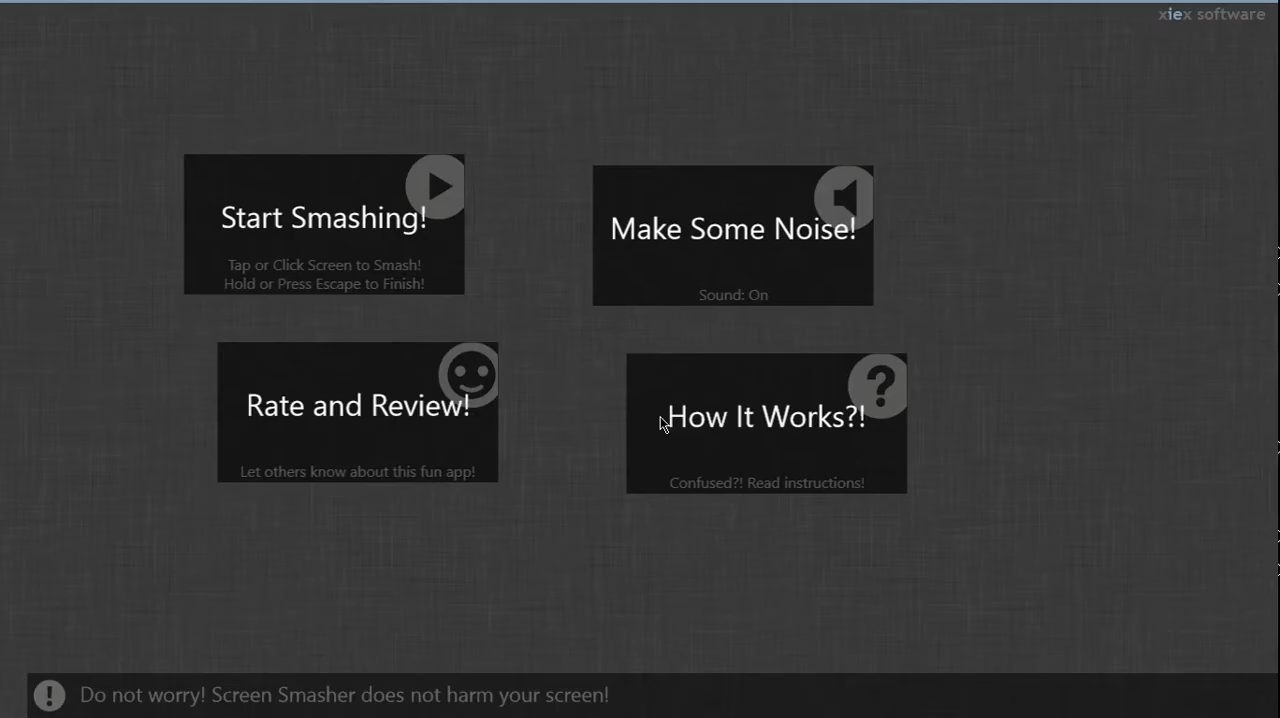 xiex software
Start Smashing!
Tap or Click Screen to Smash!
Hold or Press Escape to Finish!
Make Some Noise!
Sound: On
Rate and Review!
Let others know about this fun app!
How It Works?!
Confused?! Read instructions!
Do not worry! Screen Smasher does not harm your screen!